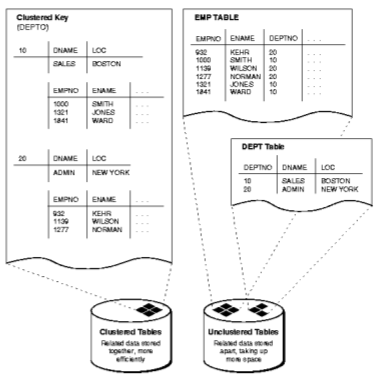 Clustered Key
(DEPTO)
10 DNAME LOC
SALES BOSTON
EMPNO ENAME . . .
1000 SMITH . . .
1321 JONES . . .
1841 WARD . . .
20 DNAME LOC
ADMIN NEW YORK
EMPNO ENAME . . .
932 KEHR . . .
1139 WILSON . . .
1277 NORMAN . . .
EMP TABLE
EMPNO ENAME DEPTNO . . .
932 KEHR 20 . . .
1000 SMITH 10 . . .
1139 WILSON 20 . . .
1277 NORMAN 20 . . .
1321 JONES 10 . . .
1841 WARD 10 . . .
DEPT Table
DEPTNO DNAME LOC
10 SALES BOSTON
20 ADMIN NEW YORK
Clustered Tables
Related data stored
together, more
efficiently
Unclustered Tables
Related data stored
apart, taking up
more space